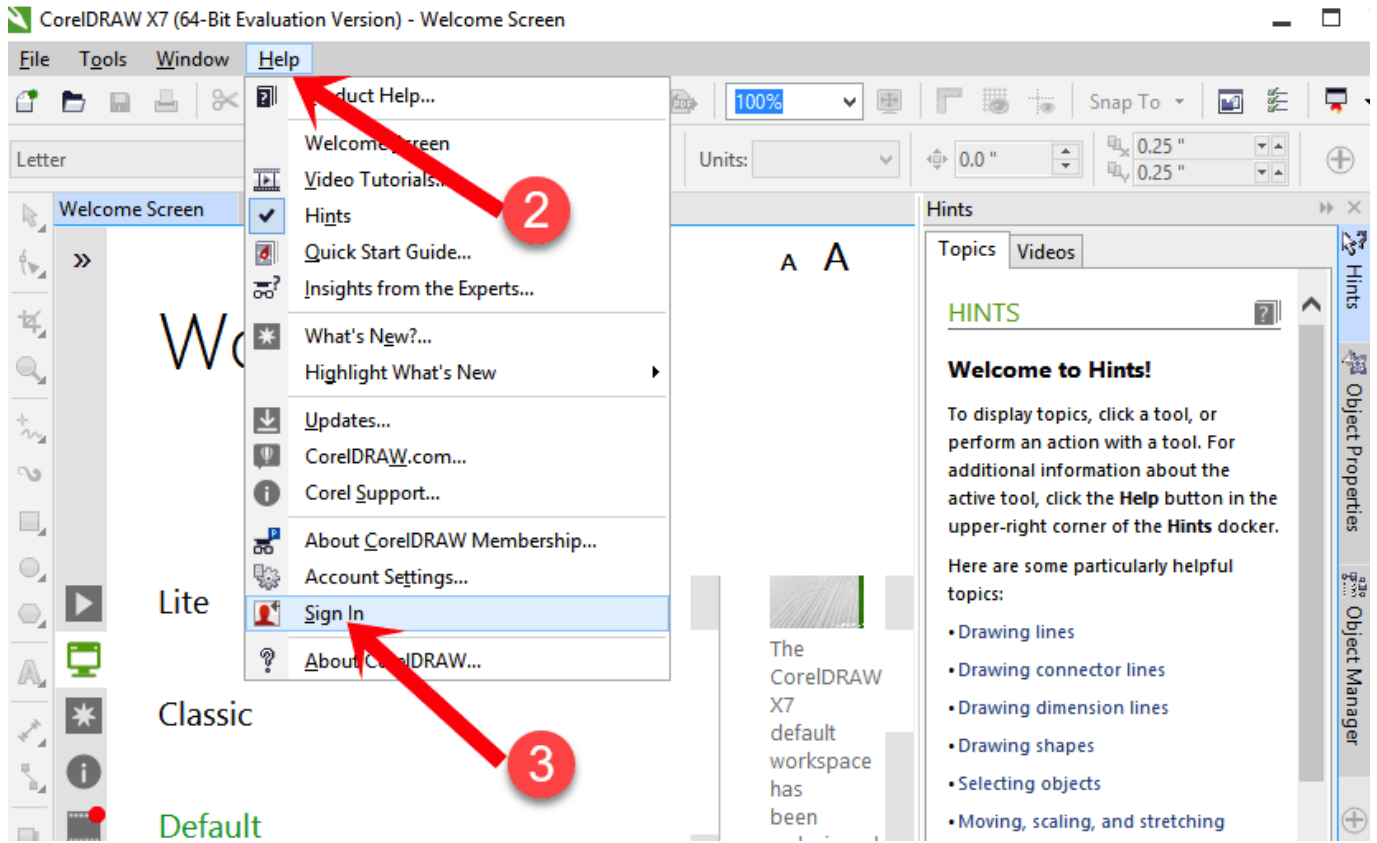 CorelDRAW X7 (64-Bit Evaluation Version) - Welcome Screen
File Tools Window Help
100% Snap To
Letter Units: 0.0 " 0.25 "
0.25 "
Product Help...
Welcome Screen
Video Tutorials...
Hints
Quick Start Guide...
Insights from the Experts...
What's New?...
Highlight What's New
Updates...
CorelDRAW.com...
Corel Support...
About CorelDRAW Membership...
Account Settings...
Sign In
About CorelDRAW...
2
3
Welcome Screen
» A A
Lite
Classic
Default
The
CorelDRAW
X7
default
workspace
has
been
Hints
Topics Videos
HINTS
Welcome to Hints!
To display topics, click a tool, or
perform an action with a tool. For
additional information about the
active tool, click the Help button in the
upper-right corner of the Hints docker.
Here are some particularly helpful
topics:
• Drawing lines
• Drawing connector lines
• Drawing dimension lines
• Drawing shapes
• Selecting objects
• Moving, scaling, and stretching
Hints
Object Properties
Object Manager